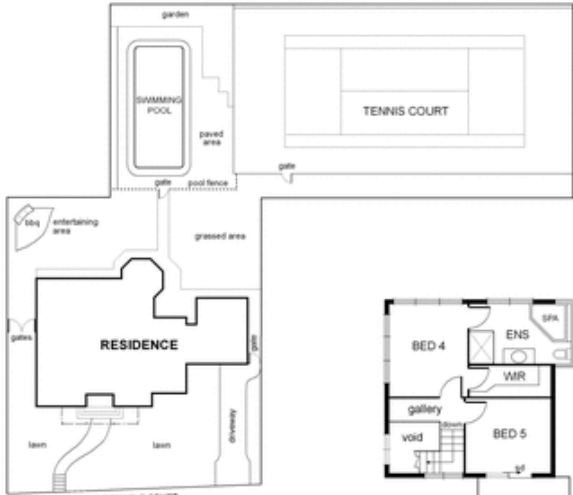 garden
SWIMMING
POOL
TENNIS COURT
paved
area
gate
gate
pool fence
bbq
entertaining
area
grassed area
gates
RESIDENCE
gate
driveway
lawn
lawn
SPA
ENS
BED 4
WIR
gallery
down
void
BED 5
sd